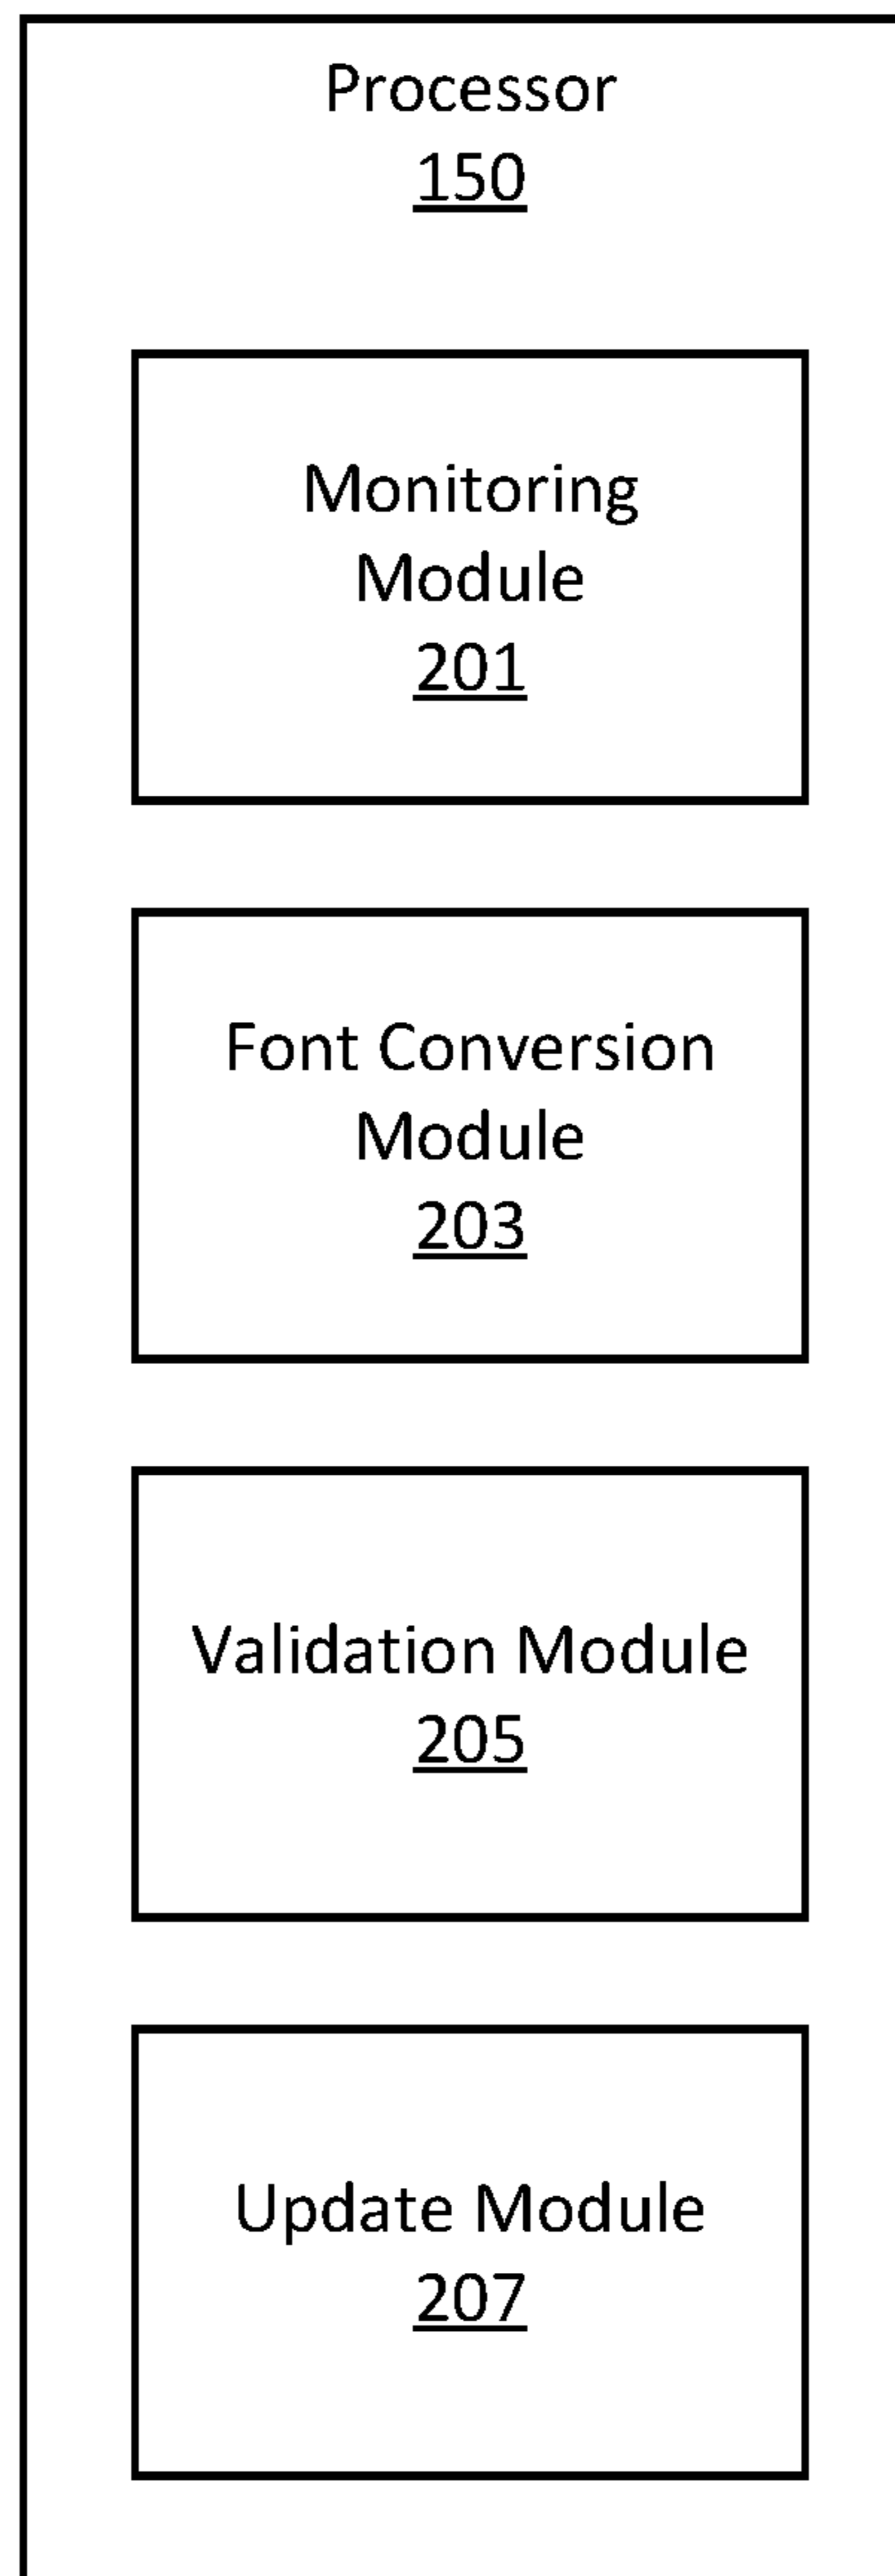 Processor
150
Monitoring
Module
201
Font Conversion
Module
203
Validation Module
205
Update Module
207